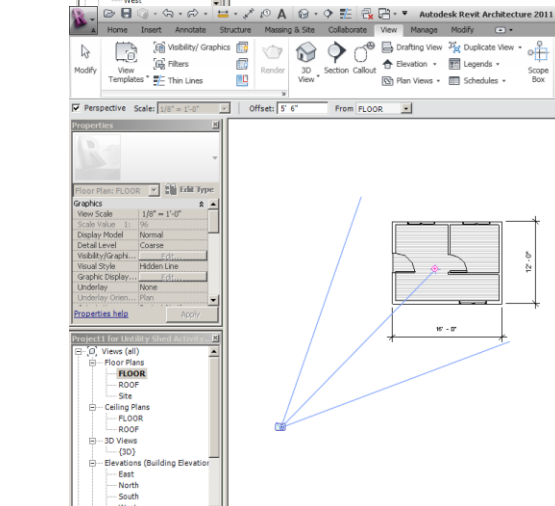 West
Autodesk Revit Architecture 2011
Home Insert Annotate Structure Massing & Site Collaborate View Manage Modify
Visibility/ Graphics
Filters
Thin Lines
Modify
View
Templates
Render
3D
View
Section
Callout
Drafting View
Elevation
Plan Views
Duplicate View
Legends
Schedules
Scope
Box
Perspective Scale: 1/8" = 1'-0" Offset: 5' 6" From FLOOR
Properties
Floor Plan: FLOOR Edit Type
Graphics
View Scale 1/8" = 1'-0"
Scale Value 1: 96
Display Model Normal
Detail Level Coarse
Visibility/Graphi... Edit...
Visual Style Hidden Line
Graphic Display... Edit...
Underlay None
Underlay Orien... Plan
Properties help Apply
Project1 for Untility Shed Activity...
Views (all)
Floor Plans
FLOOR
ROOF
Site
Ceiling Plans
FLOOR
ROOF
3D Views
{3D}
Elevations (Building Elevation
East
North
South
West
12' - 0"
16' - 0"